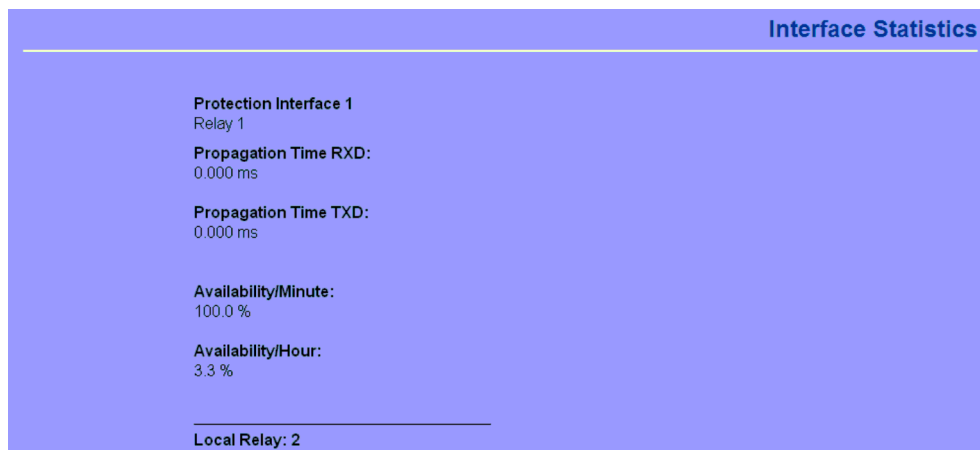 Interface Statistics
Protection Interface 1
Relay 1
Propagation Time RXD:
0.000 ms
Propagation Time TXD:
0.000 ms
Availability/Minute:
100.0 %
Availability/Hour:
3.3 %
Local Relay: 2